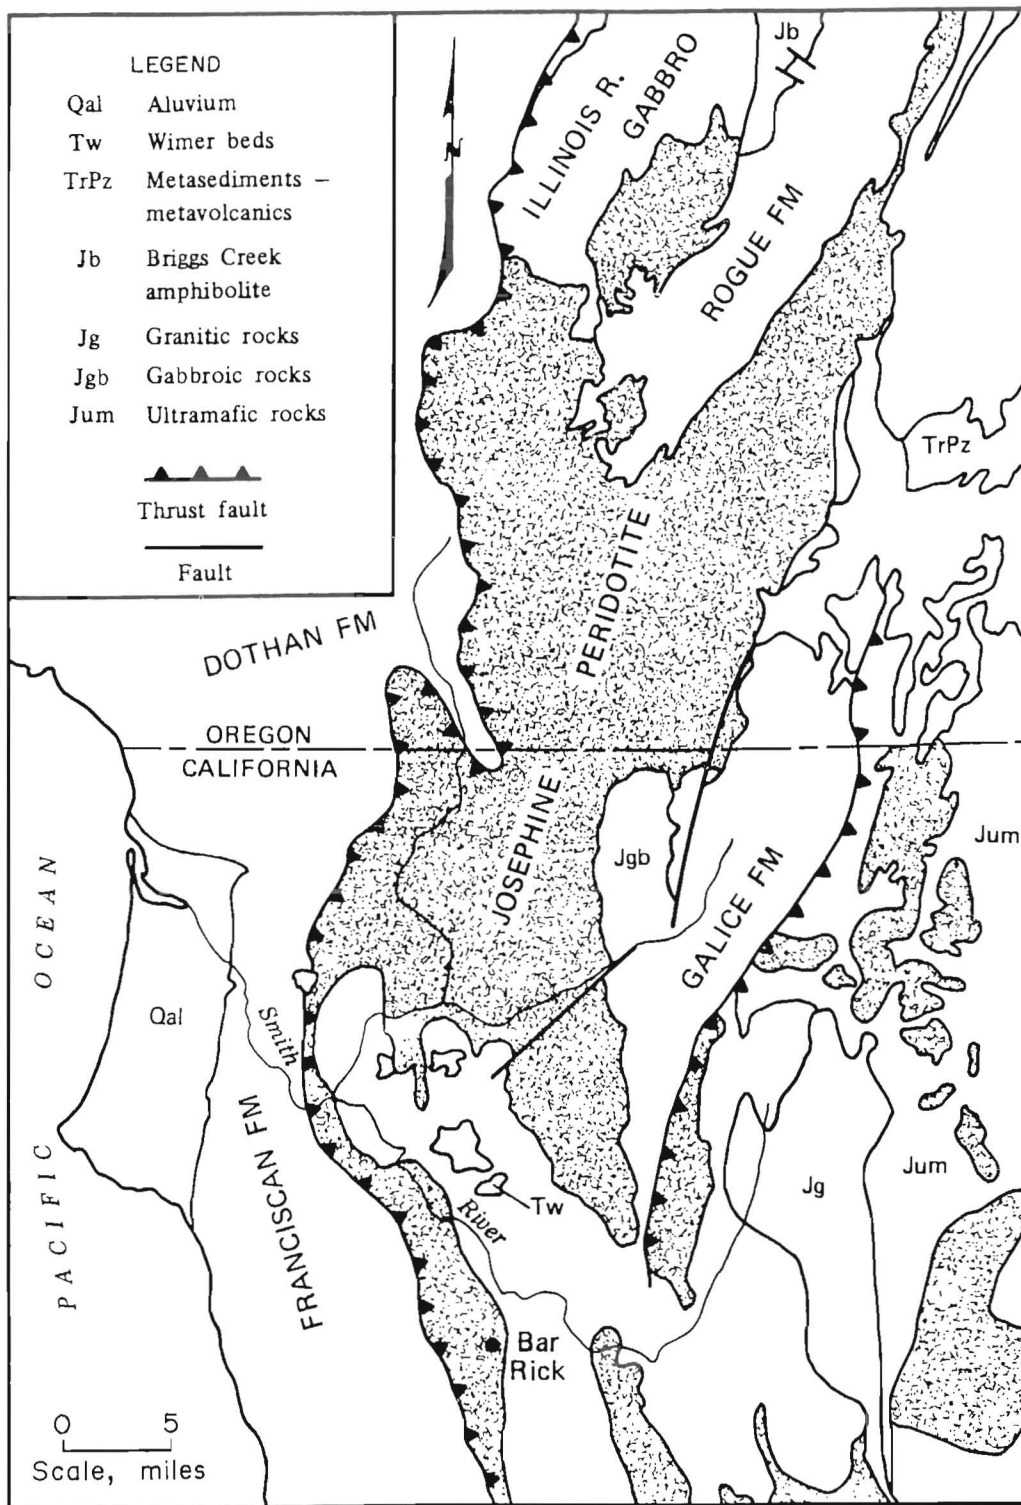 LEGEND
Qal Aluvium
Tw Wimer beds
TrPz Metasediments –
metavolcanics
Jb Briggs Creek
amphibolite
Jg Granitic rocks
Jgb Gabbroic rocks
Jum Ultramafic rocks
Thrust fault
Fault
N
Jb
ILLINOIS R.
GABBRO
ROGUE FM
TrPz
PERIDOTITE
DOTHAN FM
OREGON
CALIFORNIA
JOSEPHINE
Jgb
Jum
GALICE FM
OCEAN
Qal
Smith
PACIFIC
FRANCISCAN FM
River
Tw
Jg
Jum
Bar
Rick
0 5
Scale, miles